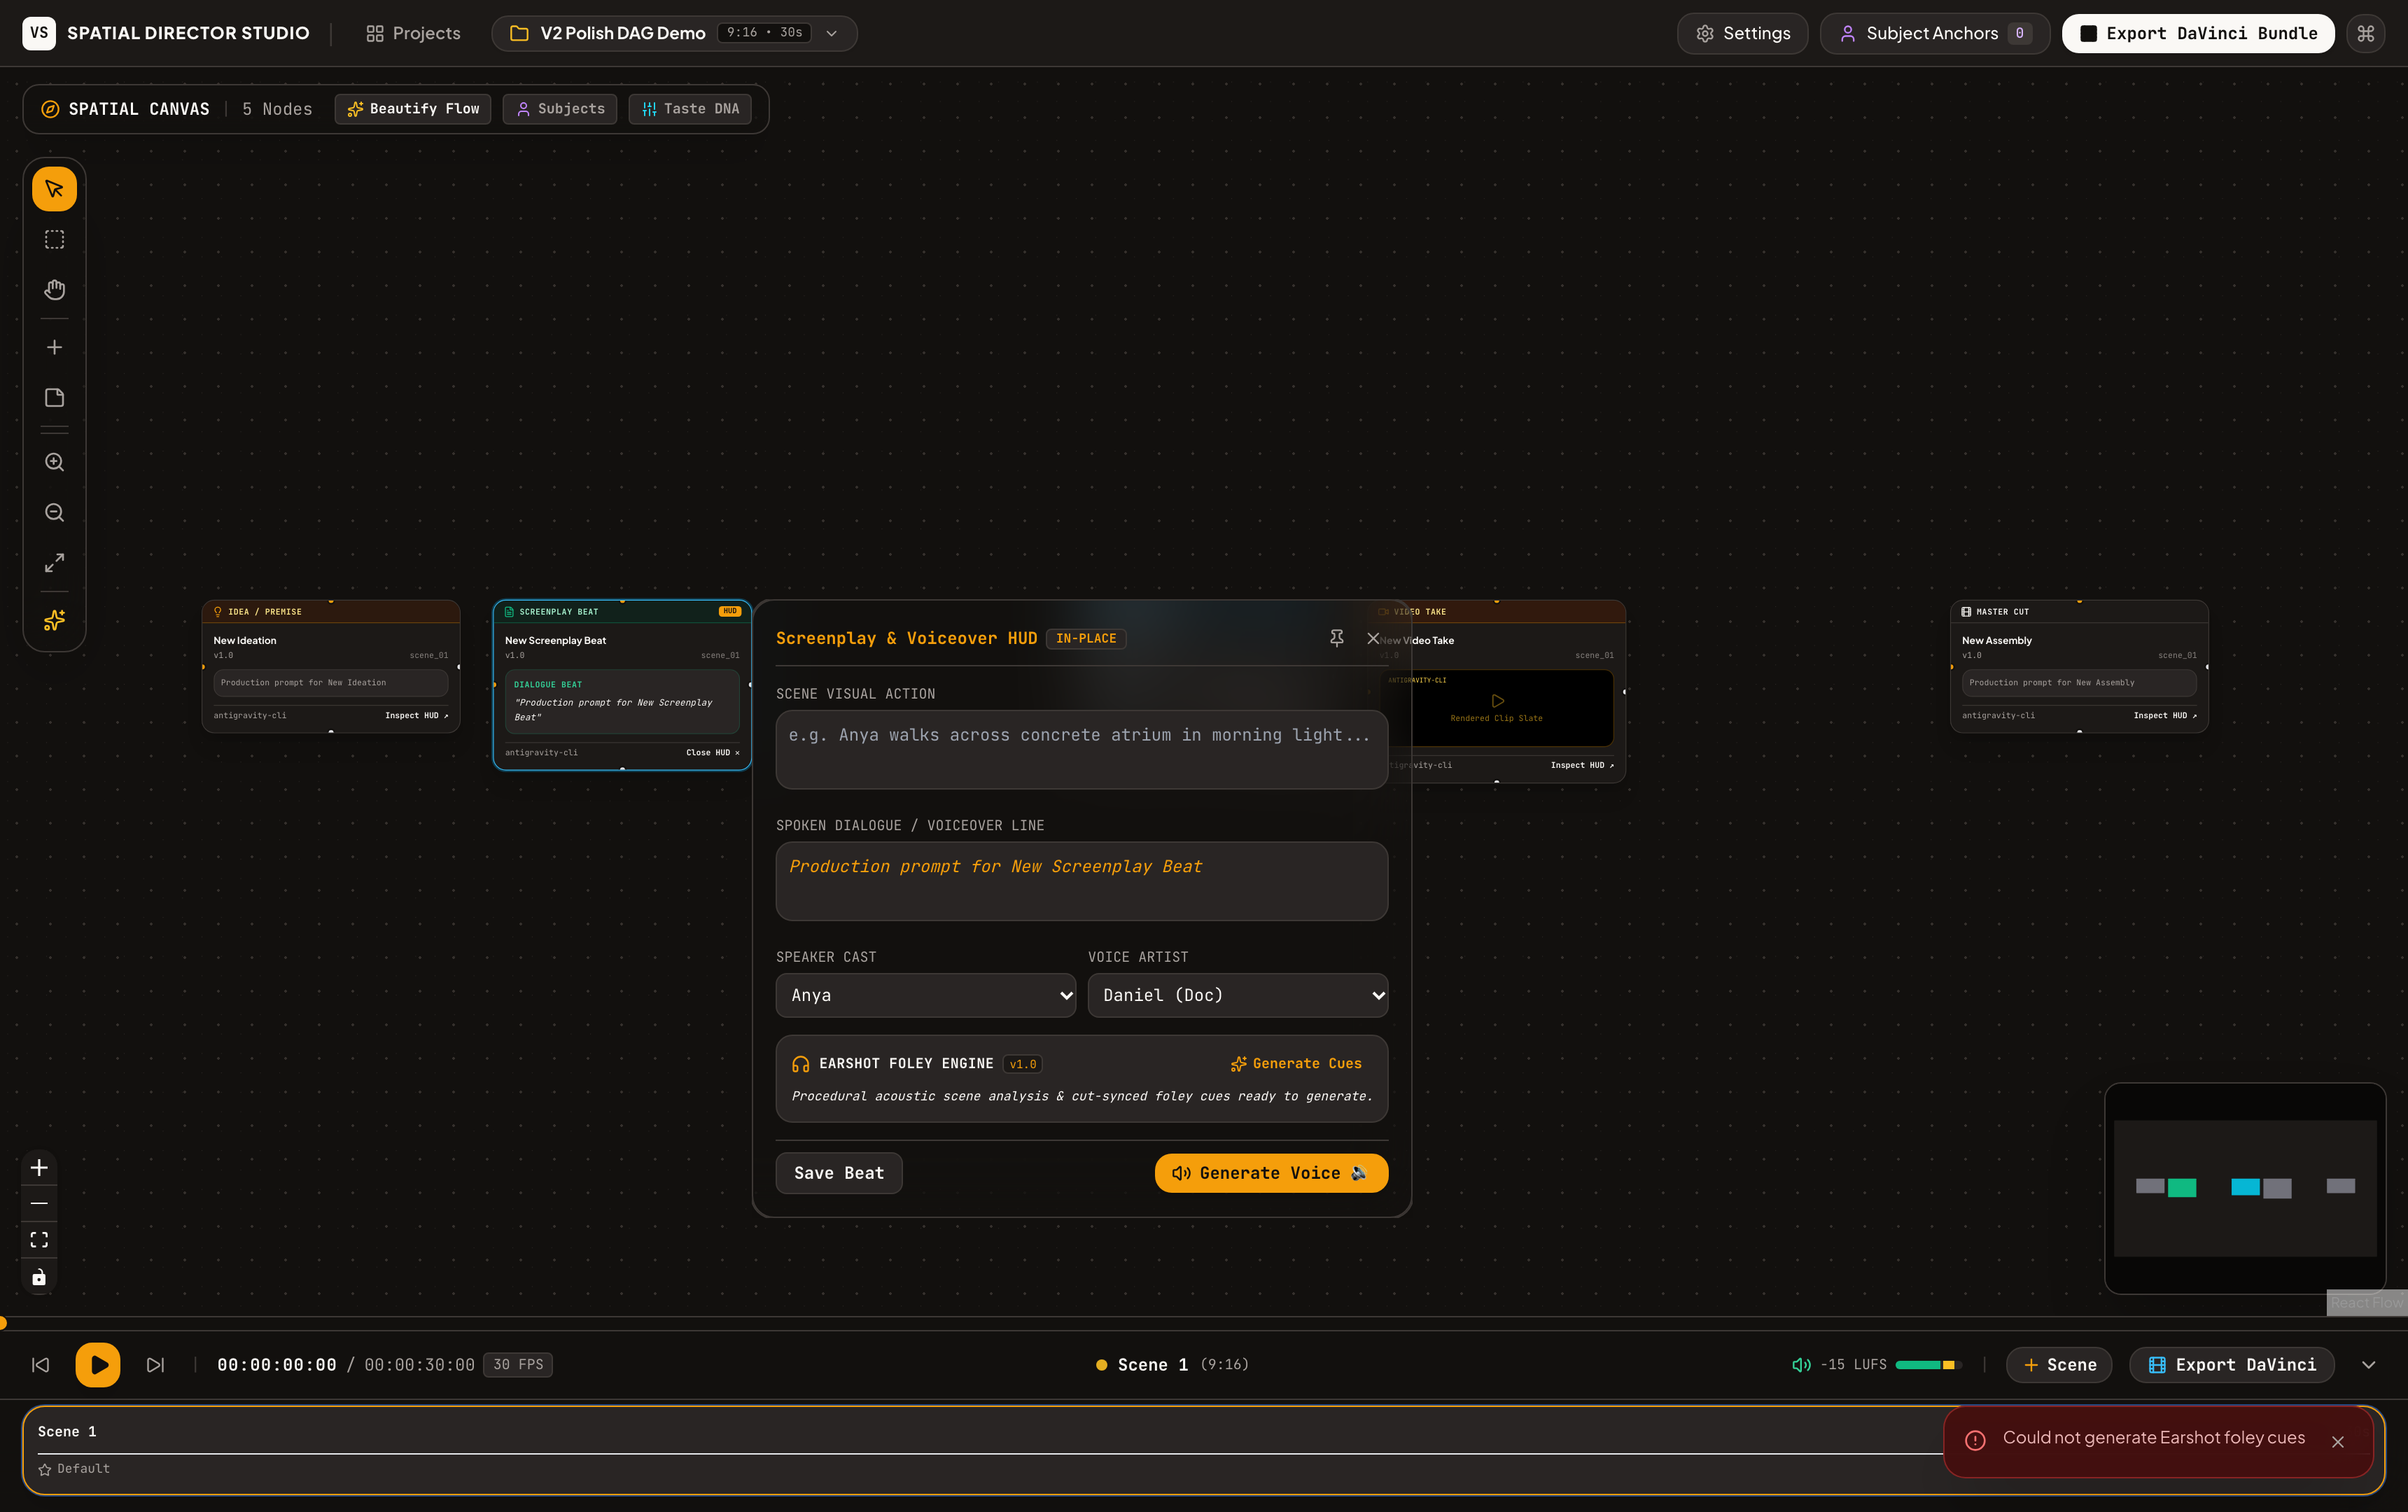 VS SPATIAL DIRECTOR STUDIO Projects V2 Polish DAG Demo 9:16 • 30s Settings Subject Anchors 0 Export DaVinci Bundle ⌘
SPATIAL CANVAS 5 Nodes Beautify Flow Subjects Taste DNA
IDEA / PREMISE
New Ideation
v1.0 scene_01
Production prompt for New Ideation
antigravity-cli Inspect HUD ↗
SCREENPLAY BEAT HUD
New Screenplay Beat
v1.0 scene_01
DIALOGUE BEAT
"Production prompt for New Screenplay
Beat"
antigravity-cli Close HUD ×
Screenplay & Voiceover HUD IN-PLACE
SCENE VISUAL ACTION
e.g. Anya walks across concrete atrium in morning light...
SPOKEN DIALOGUE / VOICEOVER LINE
Production prompt for New Screenplay Beat
SPEAKER CAST VOICE ARTIST
Anya Daniel (Doc)
EARSHOT FOLEY ENGINE v1.0 Generate Cues
Procedural acoustic scene analysis & cut-synced foley cues ready to generate.
Save Beat Generate Voice 🔊
VIDEO TAKE
New Video Take
v1.0 scene_01
ANTIGRAVITY-CLI
Rendered Clip Slate
tigravity-cli Inspect HUD ↗
MASTER CUT
New Assembly
v1.0 scene_01
Production prompt for New Assembly
antigravity-cli Inspect HUD ↗
React Flow
00:00:00:00 / 00:00:30:00 30 FPS Scene 1 (9:16) -15 LUFS + Scene Export DaVinci
Scene 1
Default
Could not generate Earshot foley cues